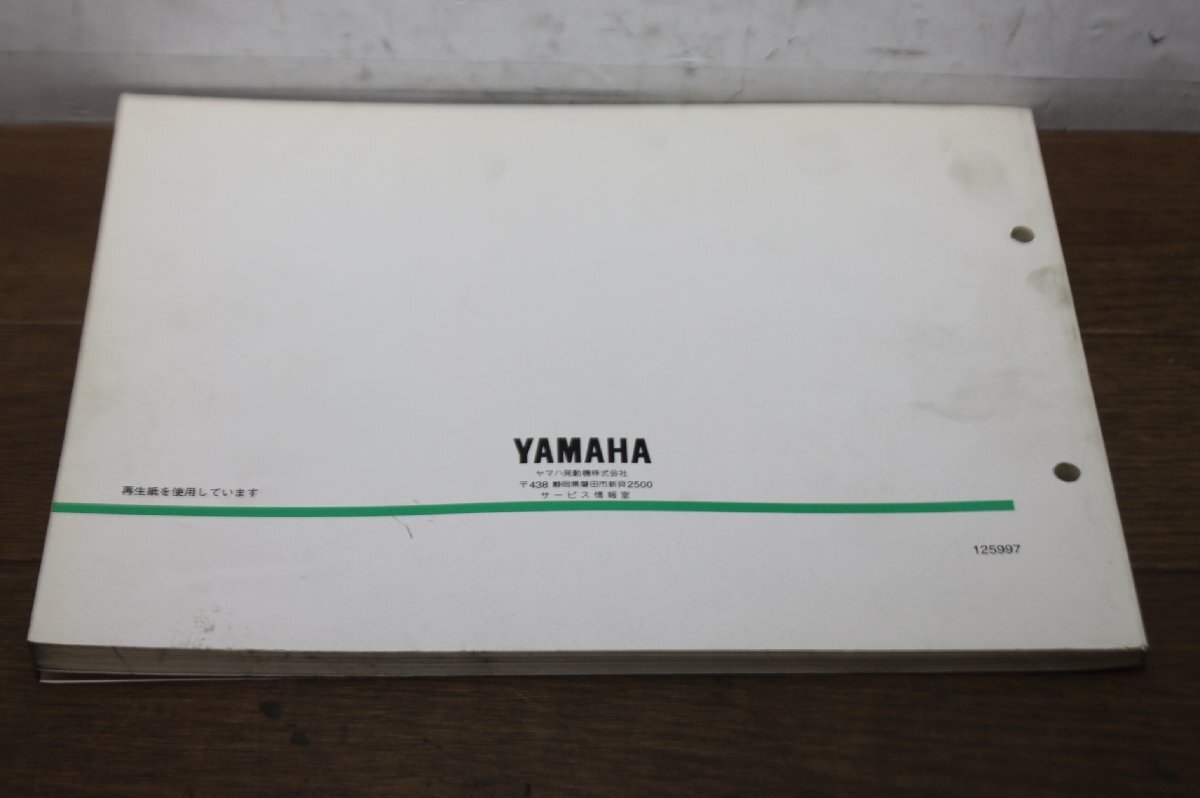 YAMAHA
ヤマハ発動機株式会社
〒438 静岡県磐田市新貝2500
サービス情報室
再生紙を使用しています
125997